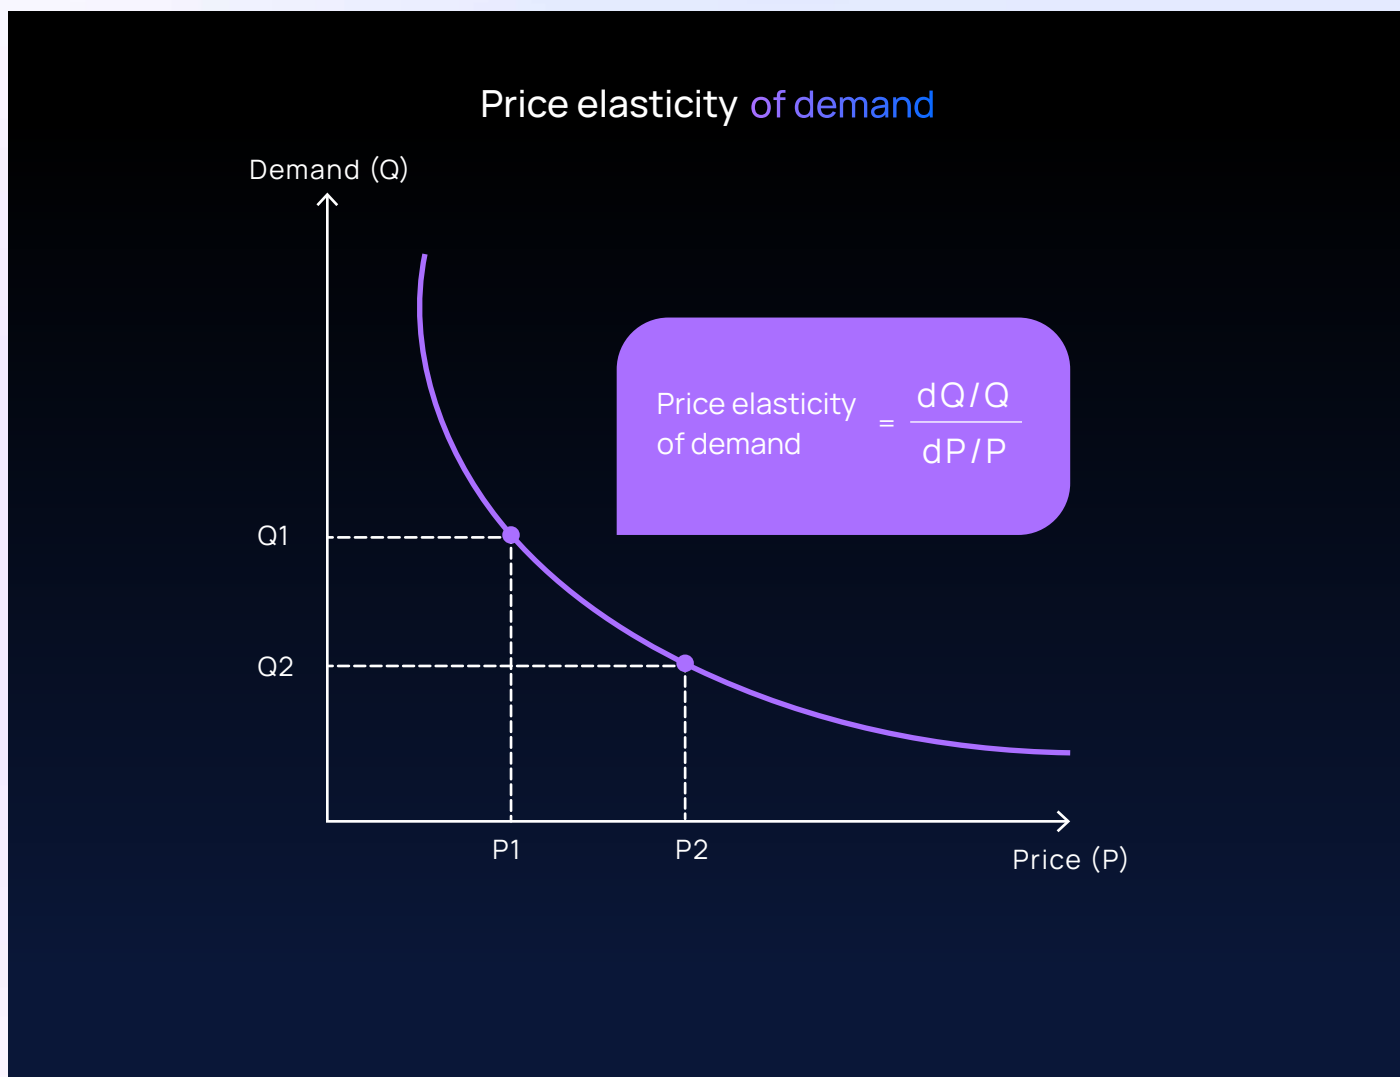 Price elasticity of demand
Demand (Q)
Price elasticity
of demand
=
dQ/Q
dP/P
Q1
Q2
P1
P2
Price (P)